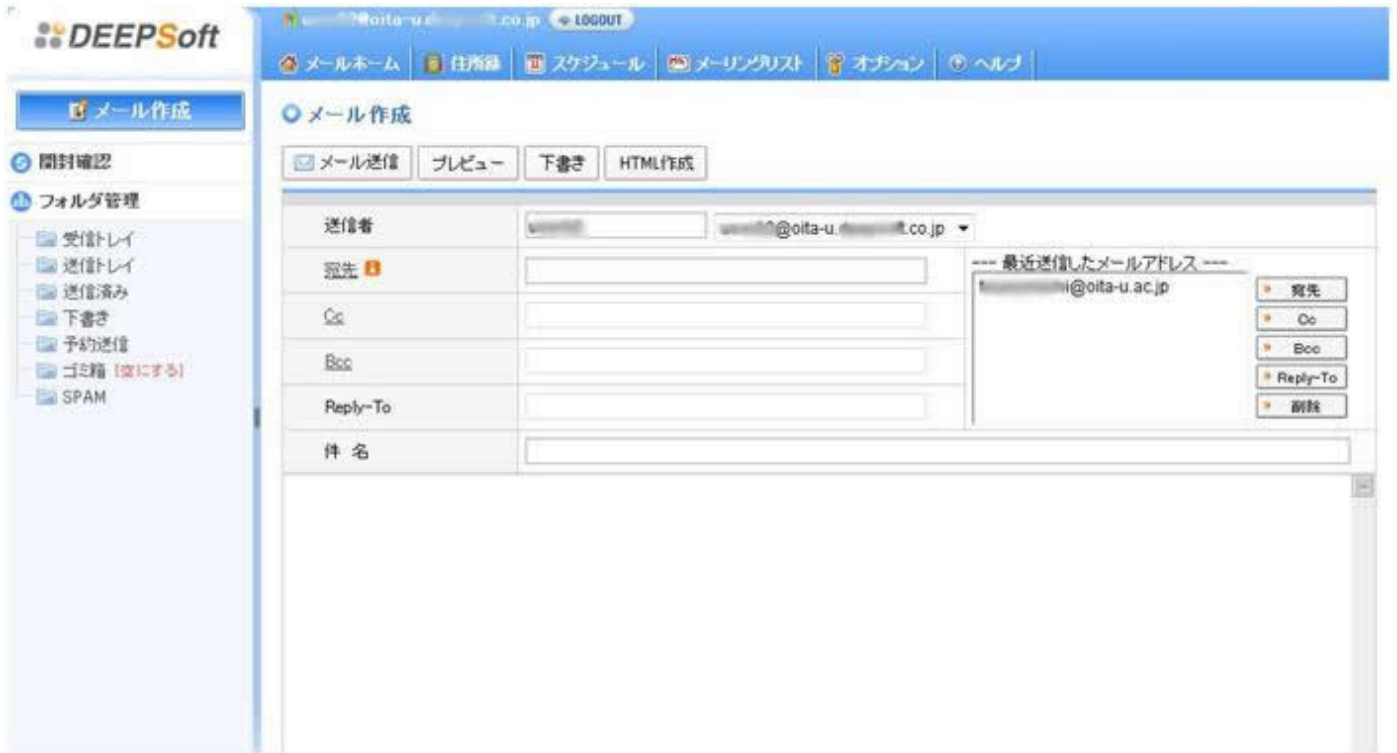 DEEPSoft
@oita-u. .co.jp LOGOUT
メールホーム 住所録 スケジュール メーリングリスト オプション ヘルプ
メール作成
開封確認
フォルダ管理
受信トレイ
送信トレイ
送信済み
下書き
予約送信
ゴミ箱 [空にする]
SPAM
メール作成
メール送信 プレビュー 下書き HTML作成
送信者 @oita-u. .co.jp
宛先
Cc
Bcc
Reply-To
件 名
--- 最近送信したメールアドレス ---
i@oita-u.ac.jp
宛先
Cc
Bcc
Reply-To
削除